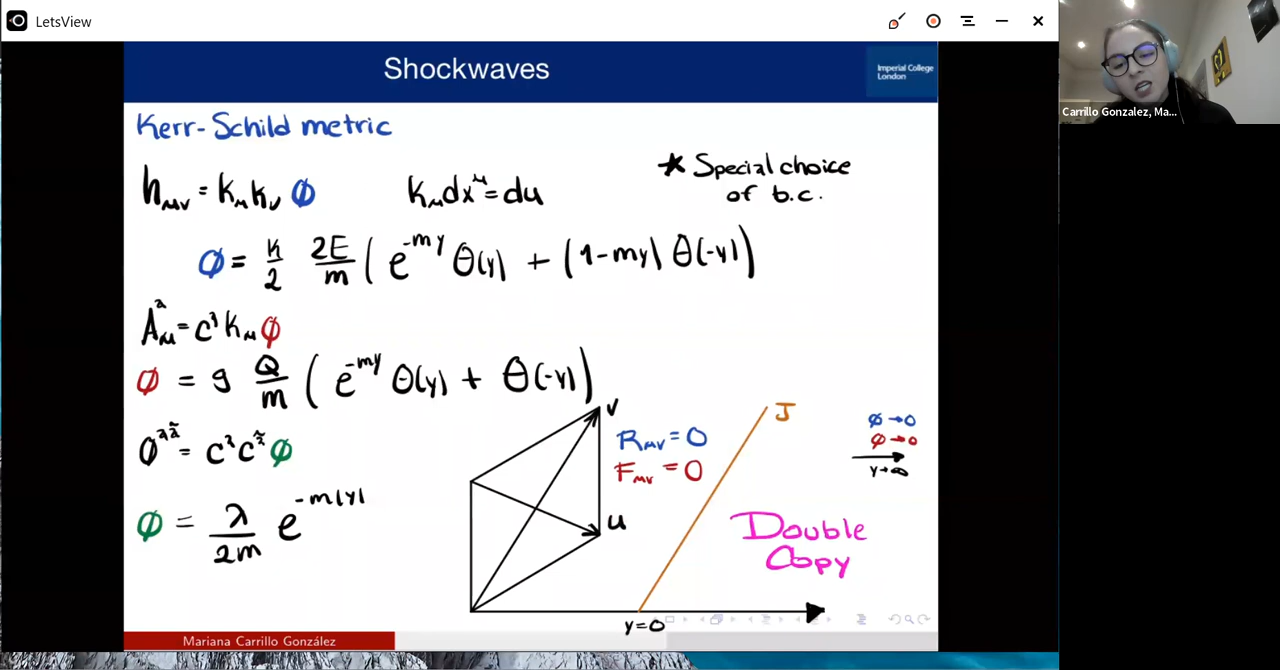 LetsView
Shockwaves
Imperial College
London
Kerr-Schild metric
hμν = kμkν ϕ
kμdx^μ = du
* Special choice
of b.c.
ϕ = κ/2 2E/m ( e^{-my} θ(y) + (1-my) θ(-y) )
A^a_μ = c^a kμ ϕ
ϕ = g Q/m ( e^{-my} θ(y) + θ(-y) )
ϕ^{aã} = c^a c^ã ϕ
ϕ = λ/2m e^{-m|y|}
v
u
Rμν = 0
Fμν = 0
J
y=0
ϕ→0
ϕ→0
y→∞
Double
Copy
Mariana Carrillo González
Carrillo Gonzalez, Ma...